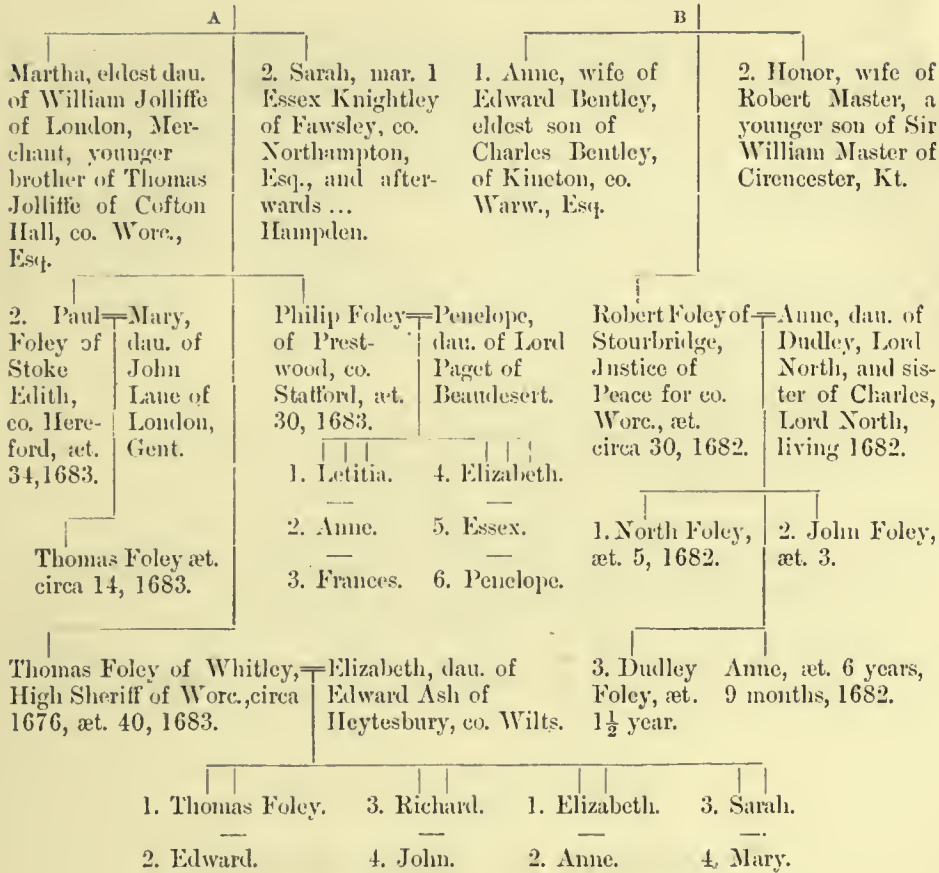 A
B
Martha, eldest dau.
of William Jolliffe
of London, Mer-
chant, younger
brother of Thomas
Jolliffe of Cofton
Hall, co. Worc.,
Esq.
2. Sarah, mar. 1
Essex Knightley
of Fawsley, co.
Northampton,
Esq., and after-
wards ...
Hampden.
1. Anne, wife of
Edward Bentley,
eldest son of
Charles Bentley,
of Kineton, co.
Warw., Esq.
2. Honor, wife of
Robert Master, a
younger son of Sir
William Master of
Cirencester, Kt.
2. Paul
Foley of
Stoke
Edith,
co. Here-
ford, æt.
34, 1683.
Mary,
dau. of
John
Lane of
London,
Gent.
Philip Foley
of Prest-
wood, co.
Stafford, æt.
30, 1683.
Penelope,
dau. of Lord
Paget of
Beaudesert.
Robert Foley of
Stourbridge,
Justice of
Peace for co.
Worc., æt.
circa 30, 1682.
Anne, dau. of
Dudley, Lord
North, and sis-
ter of Charles,
Lord North,
living 1682.
Thomas Foley æt.
circa 14, 1683.
1. Letitia.
2. Anne.
3. Frances.
4. Elizabeth.
5. Essex.
6. Penelope.
1. North Foley,
æt. 5, 1682.
2. John Foley,
æt. 3.
3. Dudley
Foley, æt.
1½ year.
Anne, æt. 6 years,
9 months, 1682.
Thomas Foley of Whitley,
High Sheriff of Worc., circa
1676, æt. 40, 1683.
Elizabeth, dau. of
Edward Ash of
Heytesbury, co. Wilts.
1. Thomas Foley.
2. Edward.
3. Richard.
4. John.
1. Elizabeth.
2. Anne.
3. Sarah.
4. Mary.